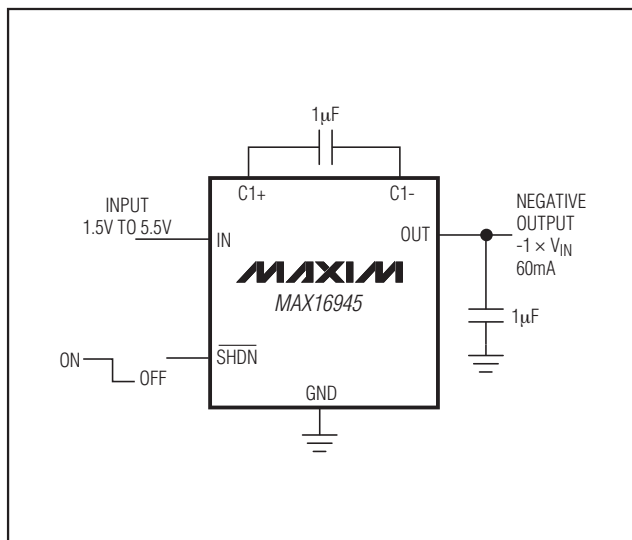 1µF
C1+
C1-
INPUT
1.5V TO 5.5V
IN
OUT
NEGATIVE
OUTPUT
-1 × VIN
60mA
MAXIM
MAX16945
1µF
ON
OFF
SHDN
GND